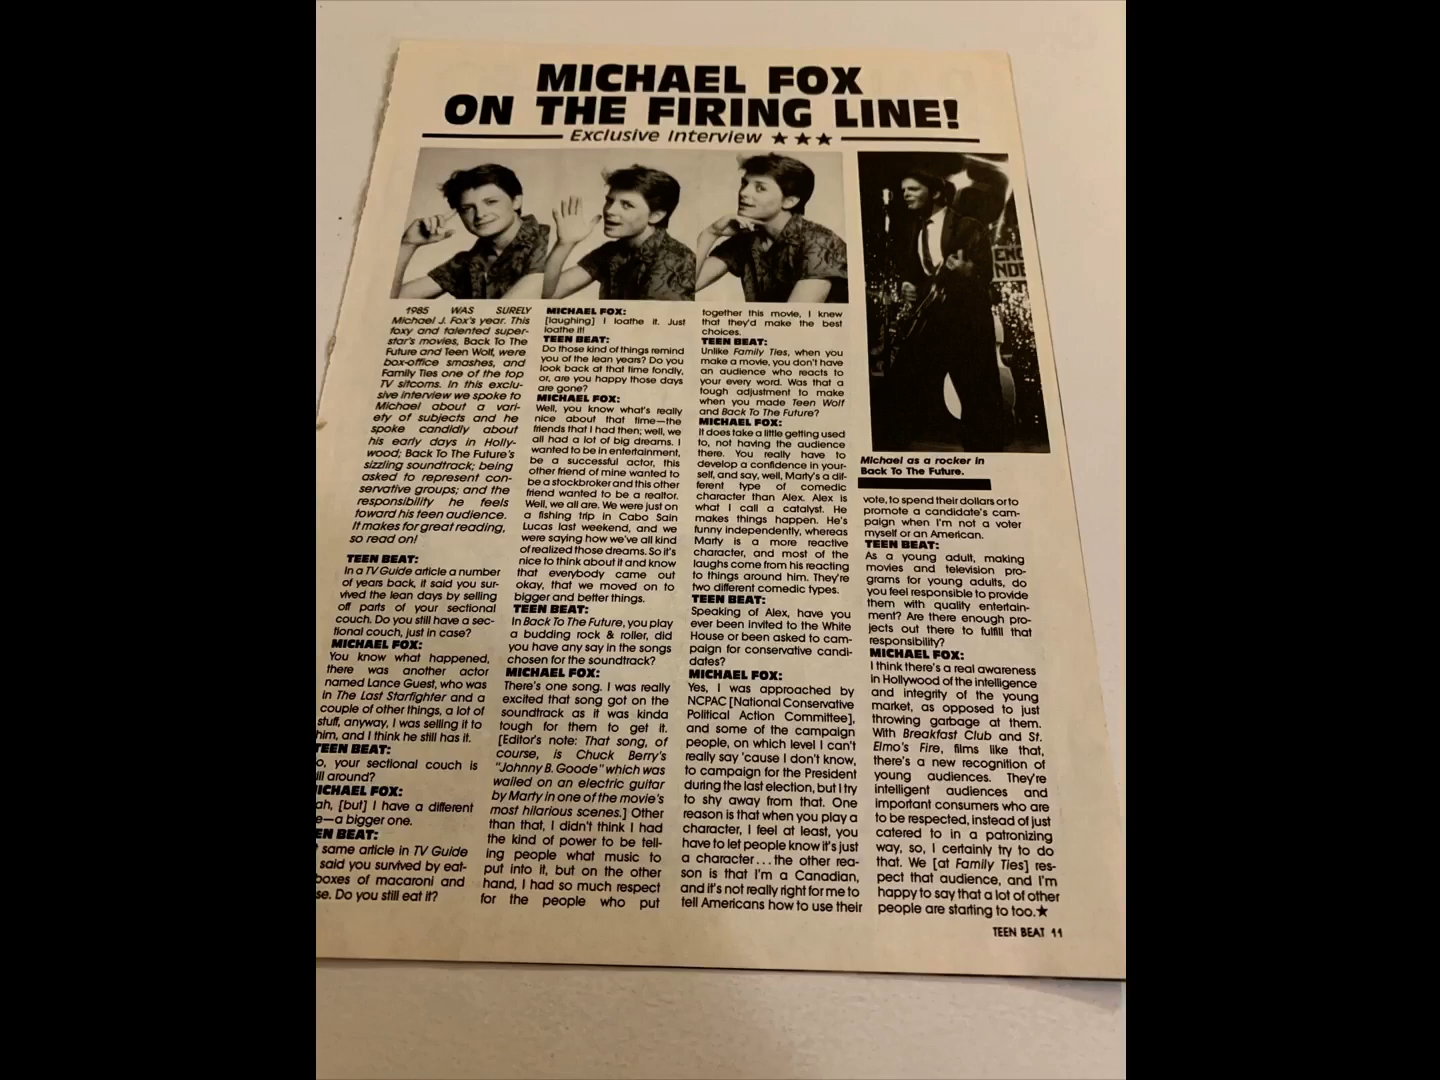 MICHAEL FOX
ON THE FIRING LINE!
Exclusive Interview ★★★
1985 WAS SURELY
Michael J. Fox's year. This
foxy and talented super-
star's movies, Back To The
Future and Teen Wolf, were
box-office smashes, and
Family Ties one of the top
TV sitcoms. In this exclu-
sive interview we spoke to
Michael about a vari-
ety of subjects and he
spoke candidly about
his early days in Holly-
wood; Back To The Future's
sizzling soundtrack; being
asked to represent con-
servative groups; and the
responsibility he feels
toward his teen audience.
It makes for great reading,
so read on!
TEEN BEAT:
In a TV Guide article a number
of years back, it said you sur-
vived the lean days by selling
off parts of your sectional
couch. Do you still have a sec-
tional couch, just in case?
MICHAEL FOX:
You know what happened,
there was another actor
named Lance Guest, who was
in The Last Starfighter and a
couple of other things, a lot of
stuff, anyway, I was selling it to
him, and I think he still has it.
TEEN BEAT:
o, your sectional couch is
ill around?
ICHAEL FOX:
ah, [but] I have a different
e—a bigger one.
EN BEAT:
same article in TV Guide
said you survived by eat-
boxes of macaroni and
se. Do you still eat it?
MICHAEL FOX:
[laughing] I loathe it. Just
loathe it!
TEEN BEAT:
Do those kind of things remind
you of the lean years? Do you
look back at that time fondly,
or, are you happy those days
are gone?
MICHAEL FOX:
Well, you know what's really
nice about that time—the
friends that I had then; well, we
all had a lot of big dreams. I
wanted to be in entertainment,
be a successful actor, this
other friend of mine wanted to
be a stockbroker and this other
friend wanted to be a realtor.
Well, we all are. We were just on
a fishing trip in Cabo Sain
Lucas last weekend, and we
were saying how we've all kind
of realized those dreams. So it's
nice to think about it and know
that everybody came out
okay, that we moved on to
bigger and better things.
TEEN BEAT:
In Back To The Future, you play
a budding rock & roller, did
you have any say in the songs
chosen for the soundtrack?
MICHAEL FOX:
There's one song. I was really
excited that song got on the
soundtrack as it was kinda
tough for them to get it.
[Editor's note: That song, of
course, is Chuck Berry's
"Johnny B. Goode" which was
wailed on an electric guitar
by Marty in one of the movie's
most hilarious scenes.] Other
than that, I didn't think I had
the kind of power to be tell-
ing people what music to
put into it, but on the other
hand, I had so much respect
for the people who put
together this movie, I knew
that they'd make the best
choices.
TEEN BEAT:
Unlike Family Ties, when you
make a movie, you don't have
an audience who reacts to
your every word. Was that a
tough adjustment to make
when you made Teen Wolf
and Back To The Future?
MICHAEL FOX:
It does take a little getting used
to, not having the audience
there. You really have to
develop a confidence in your-
self, and say, well, Marty's a dif-
ferent type of comedic
character than Alex. Alex is
what I call a catalyst. He
makes things happen. He's
funny independently, whereas
Marty is a more reactive
character, and most of the
laughs come from his reacting
to things around him. They're
two different comedic types.
TEEN BEAT:
Speaking of Alex, have you
ever been invited to the White
House or been asked to cam-
paign for conservative candi-
dates?
MICHAEL FOX:
Yes, I was approached by
NCPAC [National Conservative
Political Action Committee],
and some of the campaign
people, on which level I can't
really say 'cause I don't know,
to campaign for the President
during the last election, but I try
to shy away from that. One
reason is that when you play a
character, I feel at least, you
have to let people know it's just
a character... the other rea-
son is that I'm a Canadian,
and it's not really right for me to
tell Americans how to use their
ENC
NDE
Michael as a rocker in
Back To The Future.
vote, to spend their dollars or to
promote a candidate's cam-
paign when I'm not a voter
myself or an American.
TEEN BEAT:
As a young adult, making
movies and television pro-
grams for young adults, do
you feel responsible to provide
them with quality entertain-
ment? Are there enough pro-
jects out there to fulfill that
responsibility?
MICHAEL FOX:
I think there's a real awareness
in Hollywood of the intelligence
and integrity of the young
market, as opposed to just
throwing garbage at them.
With Breakfast Club and St.
Elmo's Fire, films like that,
there's a new recognition of
young audiences. They're
intelligent audiences and
important consumers who are
to be respected, instead of just
catered to in a patronizing
way, so, I certainly try to do
that. We [at Family Ties] res-
pect that audience, and I'm
happy to say that a lot of other
people are starting to too.★
TEEN BEAT 11